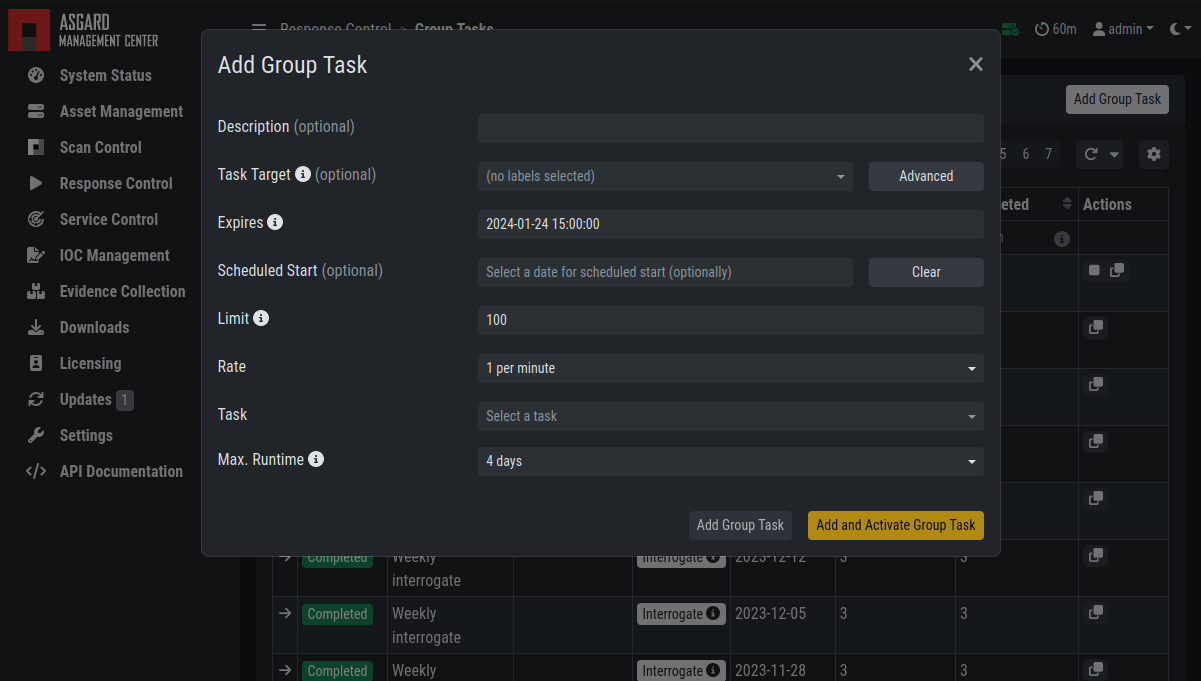 ASGARD
MANAGEMENT CENTER
Response Control > Group Tasks
60m
admin
System Status
Asset Management
Scan Control
Response Control
Service Control
IOC Management
Evidence Collection
Downloads
Licensing
Updates 1
Settings
API Documentation
Add Group Task
5 6 7
Actions
Add Group Task
Description (optional)
Task Target (optional)
(no labels selected)
Advanced
Expires
2024-01-24 15:00:00
Scheduled Start (optional)
Select a date for scheduled start (optionally)
Clear
Limit
100
Rate
1 per minute
Task
Select a task
Max. Runtime
4 days
Add Group Task
Add and Activate Group Task
Completed Weekly interrogate Interrogate 2023-12-12 3 3
Completed Weekly interrogate Interrogate 2023-12-05 3 3
Completed Weekly Interrogate 2023-11-28 3 3